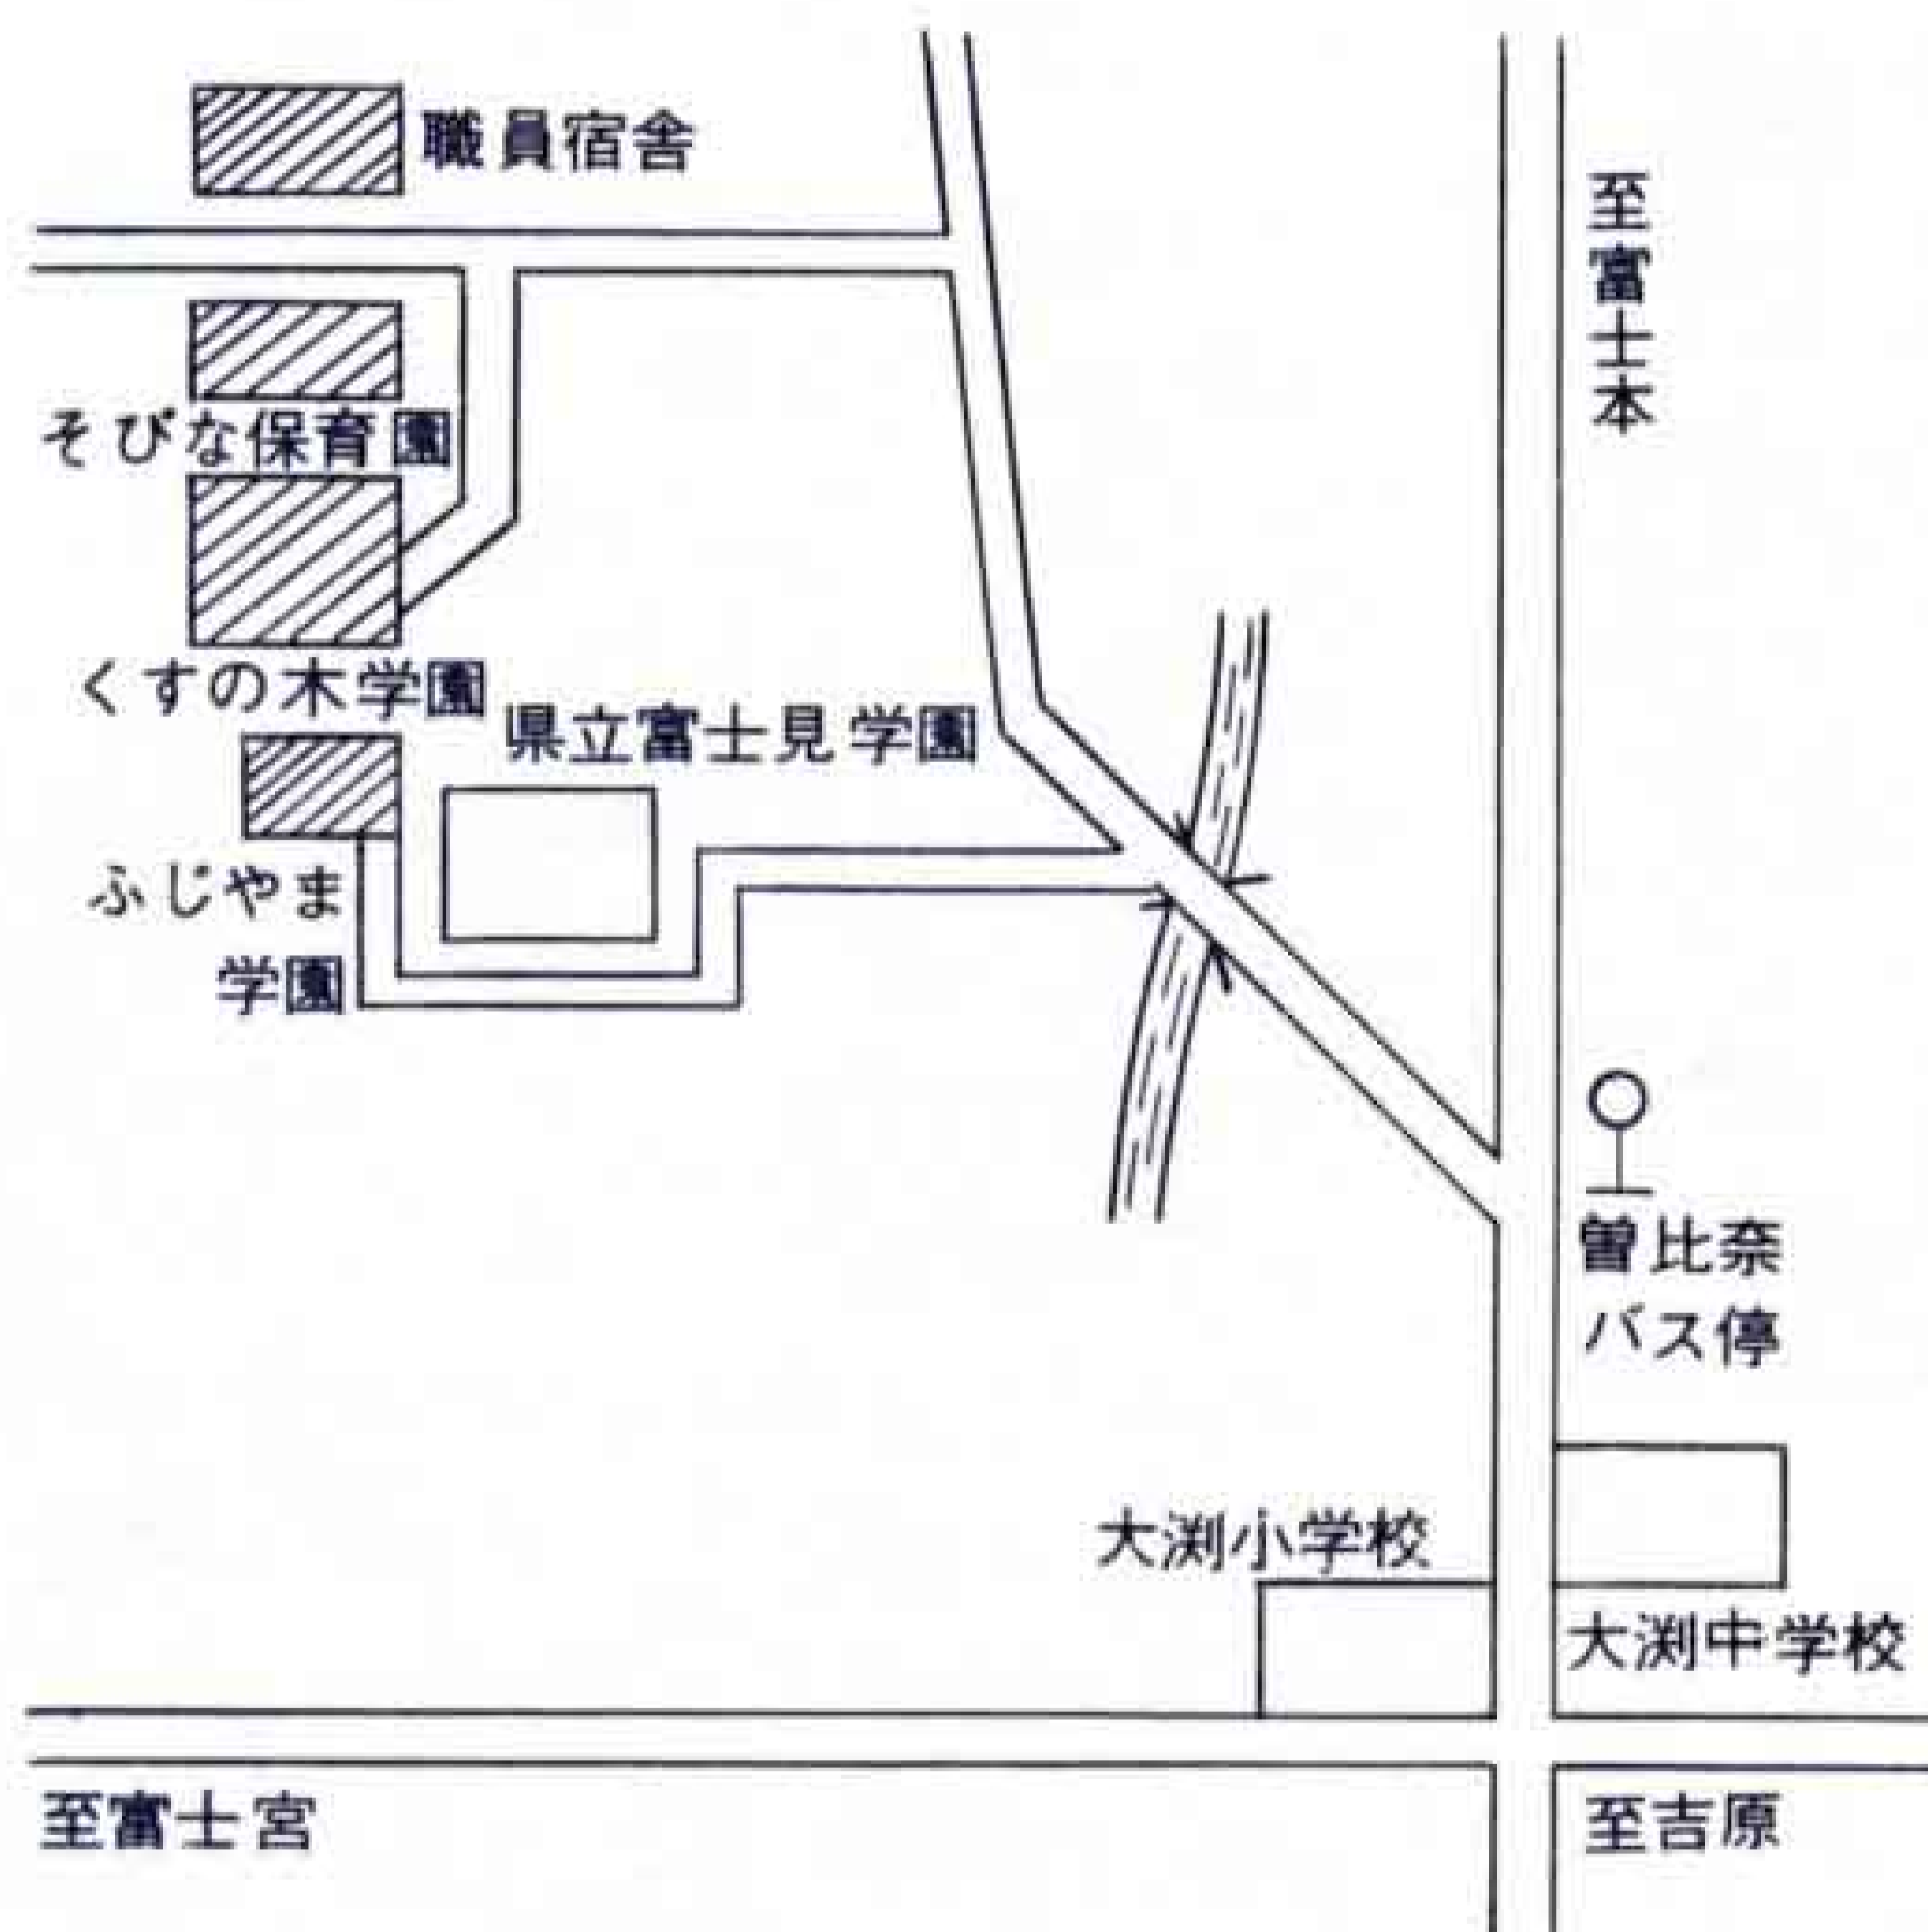 職員宿舎
至富士本
そびな保育園
くすの木学園
県立富士見学園
ふじやま
学園
曽比奈
バス停
大渕小学校
大渕中学校
至富士宮
至吉原